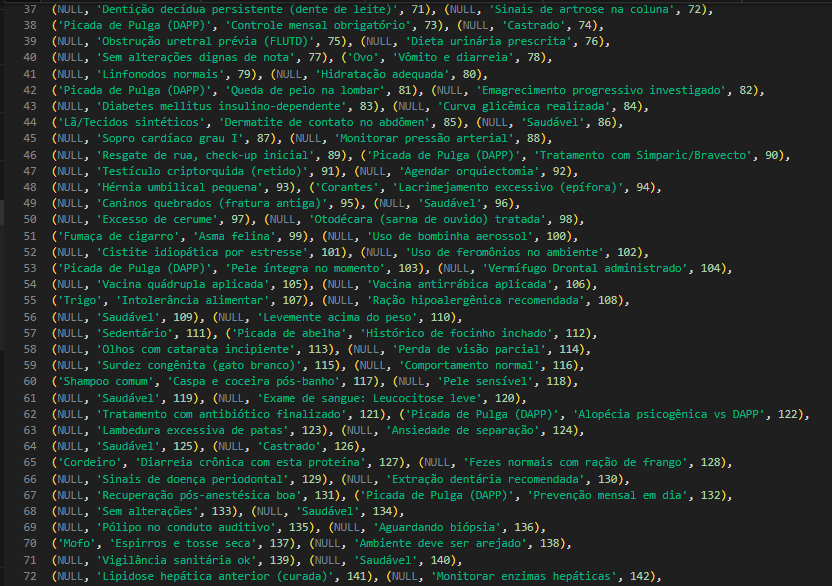 37 (NULL, 'Dentição decídua persistente (dente de leite)', 71), (NULL, 'Sinais de artrose na coluna', 72),
38 ('Picada de Pulga (DAPP)', 'Controle mensal obrigatório', 73), (NULL, 'Castrado', 74),
39 (NULL, 'Obstrução uretral prévia (FLUTD)', 75), (NULL, 'Dieta urinária prescrita', 76),
40 (NULL, 'Sem alterações dignas de nota', 77), ('Ovo', 'Vômito e diarreia', 78),
41 (NULL, 'Linfonodos normais', 79), (NULL, 'Hidratação adequada', 80),
42 ('Picada de Pulga (DAPP)', 'Queda de pelo na lombar', 81), (NULL, 'Emagrecimento progressivo investigado', 82),
43 (NULL, 'Diabetes mellitus insulino-dependente', 83), (NULL, 'Curva glicêmica realizada', 84),
44 ('Lã/Tecidos sintéticos', 'Dermatite de contato no abdômen', 85), (NULL, 'Saudável', 86),
45 (NULL, 'Sopro cardíaco grau I', 87), (NULL, 'Monitorar pressão arterial', 88),
46 (NULL, 'Resgate de rua, check-up inicial', 89), ('Picada de Pulga (DAPP)', 'Tratamento com Simparic/Bravecto', 90),
47 (NULL, 'Testículo criptorquida (retido)', 91), (NULL, 'Agendar orquiectomia', 92),
48 (NULL, 'Hérnia umbilical pequena', 93), ('Corantes', 'Lacrimejamento excessivo (epífora)', 94),
49 (NULL, 'Caninos quebrados (fratura antiga)', 95), (NULL, 'Saudável', 96),
50 (NULL, 'Excesso de cerume', 97), (NULL, 'Otodécara (sarna de ouvido) tratada', 98),
51 ('Fumaça de cigarro', 'Asma felina', 99), (NULL, 'Uso de bombinha aerossol', 100),
52 (NULL, 'Cistite idiopática por estresse', 101), (NULL, 'Uso de feromônios no ambiente', 102),
53 ('Picada de Pulga (DAPP)', 'Pele íntegra no momento', 103), (NULL, 'Vermífugo Drontal administrado', 104),
54 (NULL, 'Vacina quádrupla aplicada', 105), (NULL, 'Vacina antirrábica aplicada', 106),
55 ('Trigo', 'Intolerância alimentar', 107), (NULL, 'Ração hipoalergênica recomendada', 108),
56 (NULL, 'Saudável', 109), (NULL, 'Levemente acima do peso', 110),
57 (NULL, 'Sedentário', 111), ('Picada de abelha', 'Histórico de focinho inchado', 112),
58 (NULL, 'Olhos com catarata incipiente', 113), (NULL, 'Perda de visão parcial', 114),
59 (NULL, 'Surdez congênita (gato branco)', 115), (NULL, 'Comportamento normal', 116),
60 ('Shampoo comum', 'Caspa e coceira pós-banho', 117), (NULL, 'Pele sensível', 118),
61 (NULL, 'Saudável', 119), (NULL, 'Exame de sangue: Leucocitose leve', 120),
62 (NULL, 'Tratamento com antibiótico finalizado', 121), ('Picada de Pulga (DAPP)', 'Alopécia psicogênica vs DAPP', 122),
63 (NULL, 'Lambedura excessiva de patas', 123), (NULL, 'Ansiedade de separação', 124),
64 (NULL, 'Saudável', 125), (NULL, 'Castrado', 126),
65 ('Cordeiro', 'Diarreia crônica com esta proteína', 127), (NULL, 'Fezes normais com ração de frango', 128),
66 (NULL, 'Sinais de doença periodontal', 129), (NULL, 'Extração dentária recomendada', 130),
67 (NULL, 'Recuperação pós-anestésica boa', 131), ('Picada de Pulga (DAPP)', 'Prevenção mensal em dia', 132),
68 (NULL, 'Sem alterações', 133), (NULL, 'Saudável', 134),
69 (NULL, 'Pólipo no conduto auditivo', 135), (NULL, 'Aguardando biópsia', 136),
70 ('Mofo', 'Espirros e tosse seca', 137), (NULL, 'Ambiente deve ser arejado', 138),
71 (NULL, 'Vigilância sanitária ok', 139), (NULL, 'Saudável', 140),
72 (NULL, 'Lipidose hepática anterior (curada)', 141), (NULL, 'Monitorar enzimas hepáticas', 142),